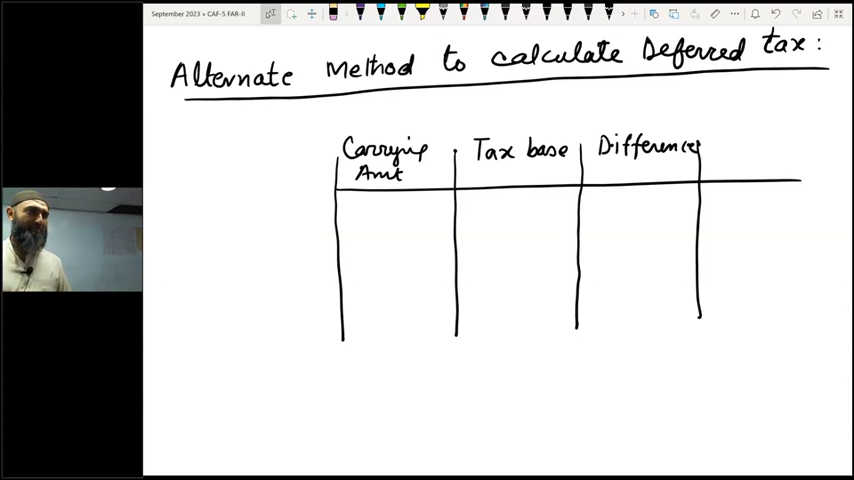 September 2023 » CAF-5 FAR-II
Alternate Method to calculate Deferred tax:
Carrying Amt
Tax base
Difference